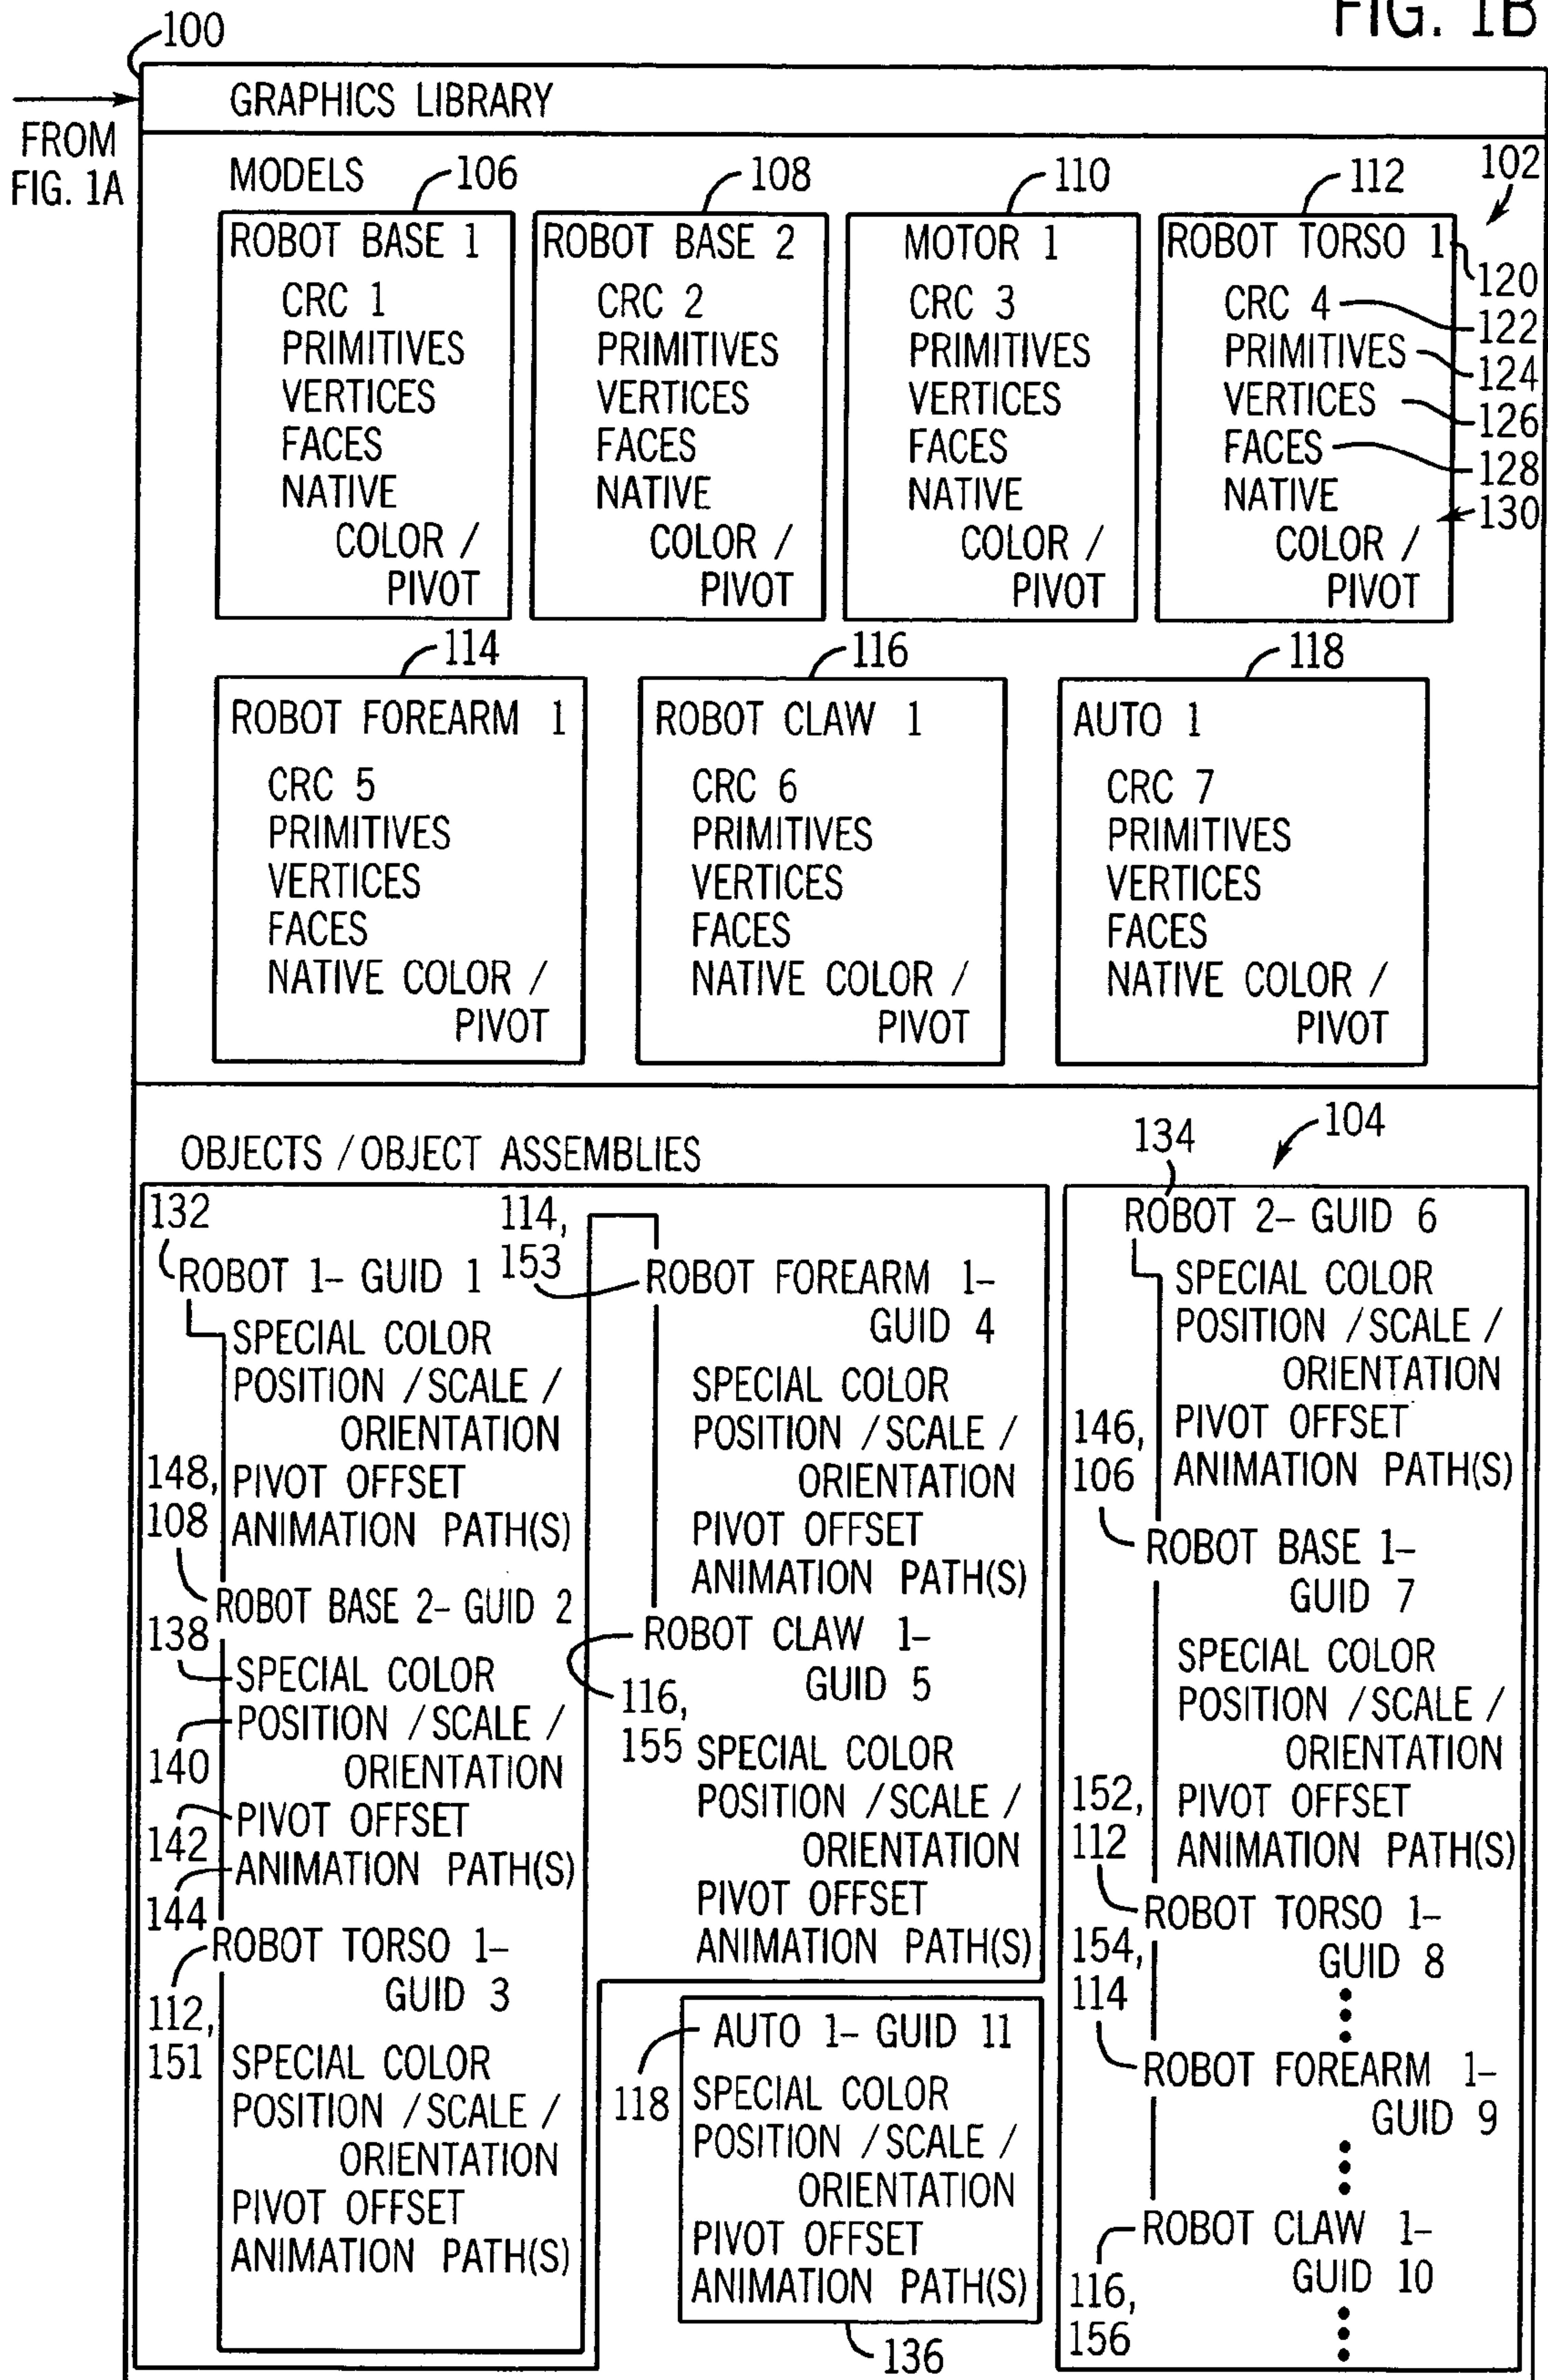 FIG. 1B
100
GRAPHICS LIBRARY
FROM
FIG. 1A
MODELS
106
108
110
112
102
ROBOT BASE 1
CRC 1
PRIMITIVES
VERTICES
FACES
NATIVE
COLOR /
PIVOT
ROBOT BASE 2
CRC 2
PRIMITIVES
VERTICES
FACES
NATIVE
COLOR /
PIVOT
MOTOR 1
CRC 3
PRIMITIVES
VERTICES
FACES
NATIVE
COLOR /
PIVOT
ROBOT TORSO 1
CRC 4
PRIMITIVES
VERTICES
FACES
NATIVE
COLOR /
PIVOT
120
122
124
126
128
130
114
116
118
ROBOT FOREARM 1
CRC 5
PRIMITIVES
VERTICES
FACES
NATIVE COLOR /
PIVOT
ROBOT CLAW 1
CRC 6
PRIMITIVES
VERTICES
FACES
NATIVE COLOR /
PIVOT
AUTO 1
CRC 7
PRIMITIVES
VERTICES
FACES
NATIVE COLOR /
PIVOT
OBJECTS / OBJECT ASSEMBLIES
134
104
132
ROBOT 1- GUID 1
SPECIAL COLOR
POSITION / SCALE /
ORIENTATION
148,
108
PIVOT OFFSET
ANIMATION PATH(S)
ROBOT BASE 2- GUID 2
138
SPECIAL COLOR
POSITION / SCALE /
140
ORIENTATION
PIVOT OFFSET
142
ANIMATION PATH(S)
144
ROBOT TORSO 1-
GUID 3
112,
151
SPECIAL COLOR
POSITION / SCALE /
ORIENTATION
PIVOT OFFSET
ANIMATION PATH(S)
114,
153
ROBOT FOREARM 1-
GUID 4
SPECIAL COLOR
POSITION / SCALE /
ORIENTATION
PIVOT OFFSET
ANIMATION PATH(S)
ROBOT CLAW 1-
GUID 5
116,
155
SPECIAL COLOR
POSITION / SCALE /
ORIENTATION
PIVOT OFFSET
ANIMATION PATH(S)
AUTO 1- GUID 11
118
SPECIAL COLOR
POSITION / SCALE /
ORIENTATION
PIVOT OFFSET
ANIMATION PATH(S)
136
ROBOT 2- GUID 6
SPECIAL COLOR
POSITION / SCALE /
ORIENTATION
146,
106
PIVOT OFFSET
ANIMATION PATH(S)
ROBOT BASE 1-
GUID 7
SPECIAL COLOR
POSITION / SCALE /
ORIENTATION
152,
112
PIVOT OFFSET
ANIMATION PATH(S)
ROBOT TORSO 1-
GUID 8
154,
114
ROBOT FOREARM 1-
GUID 9
ROBOT CLAW 1-
GUID 10
116,
156